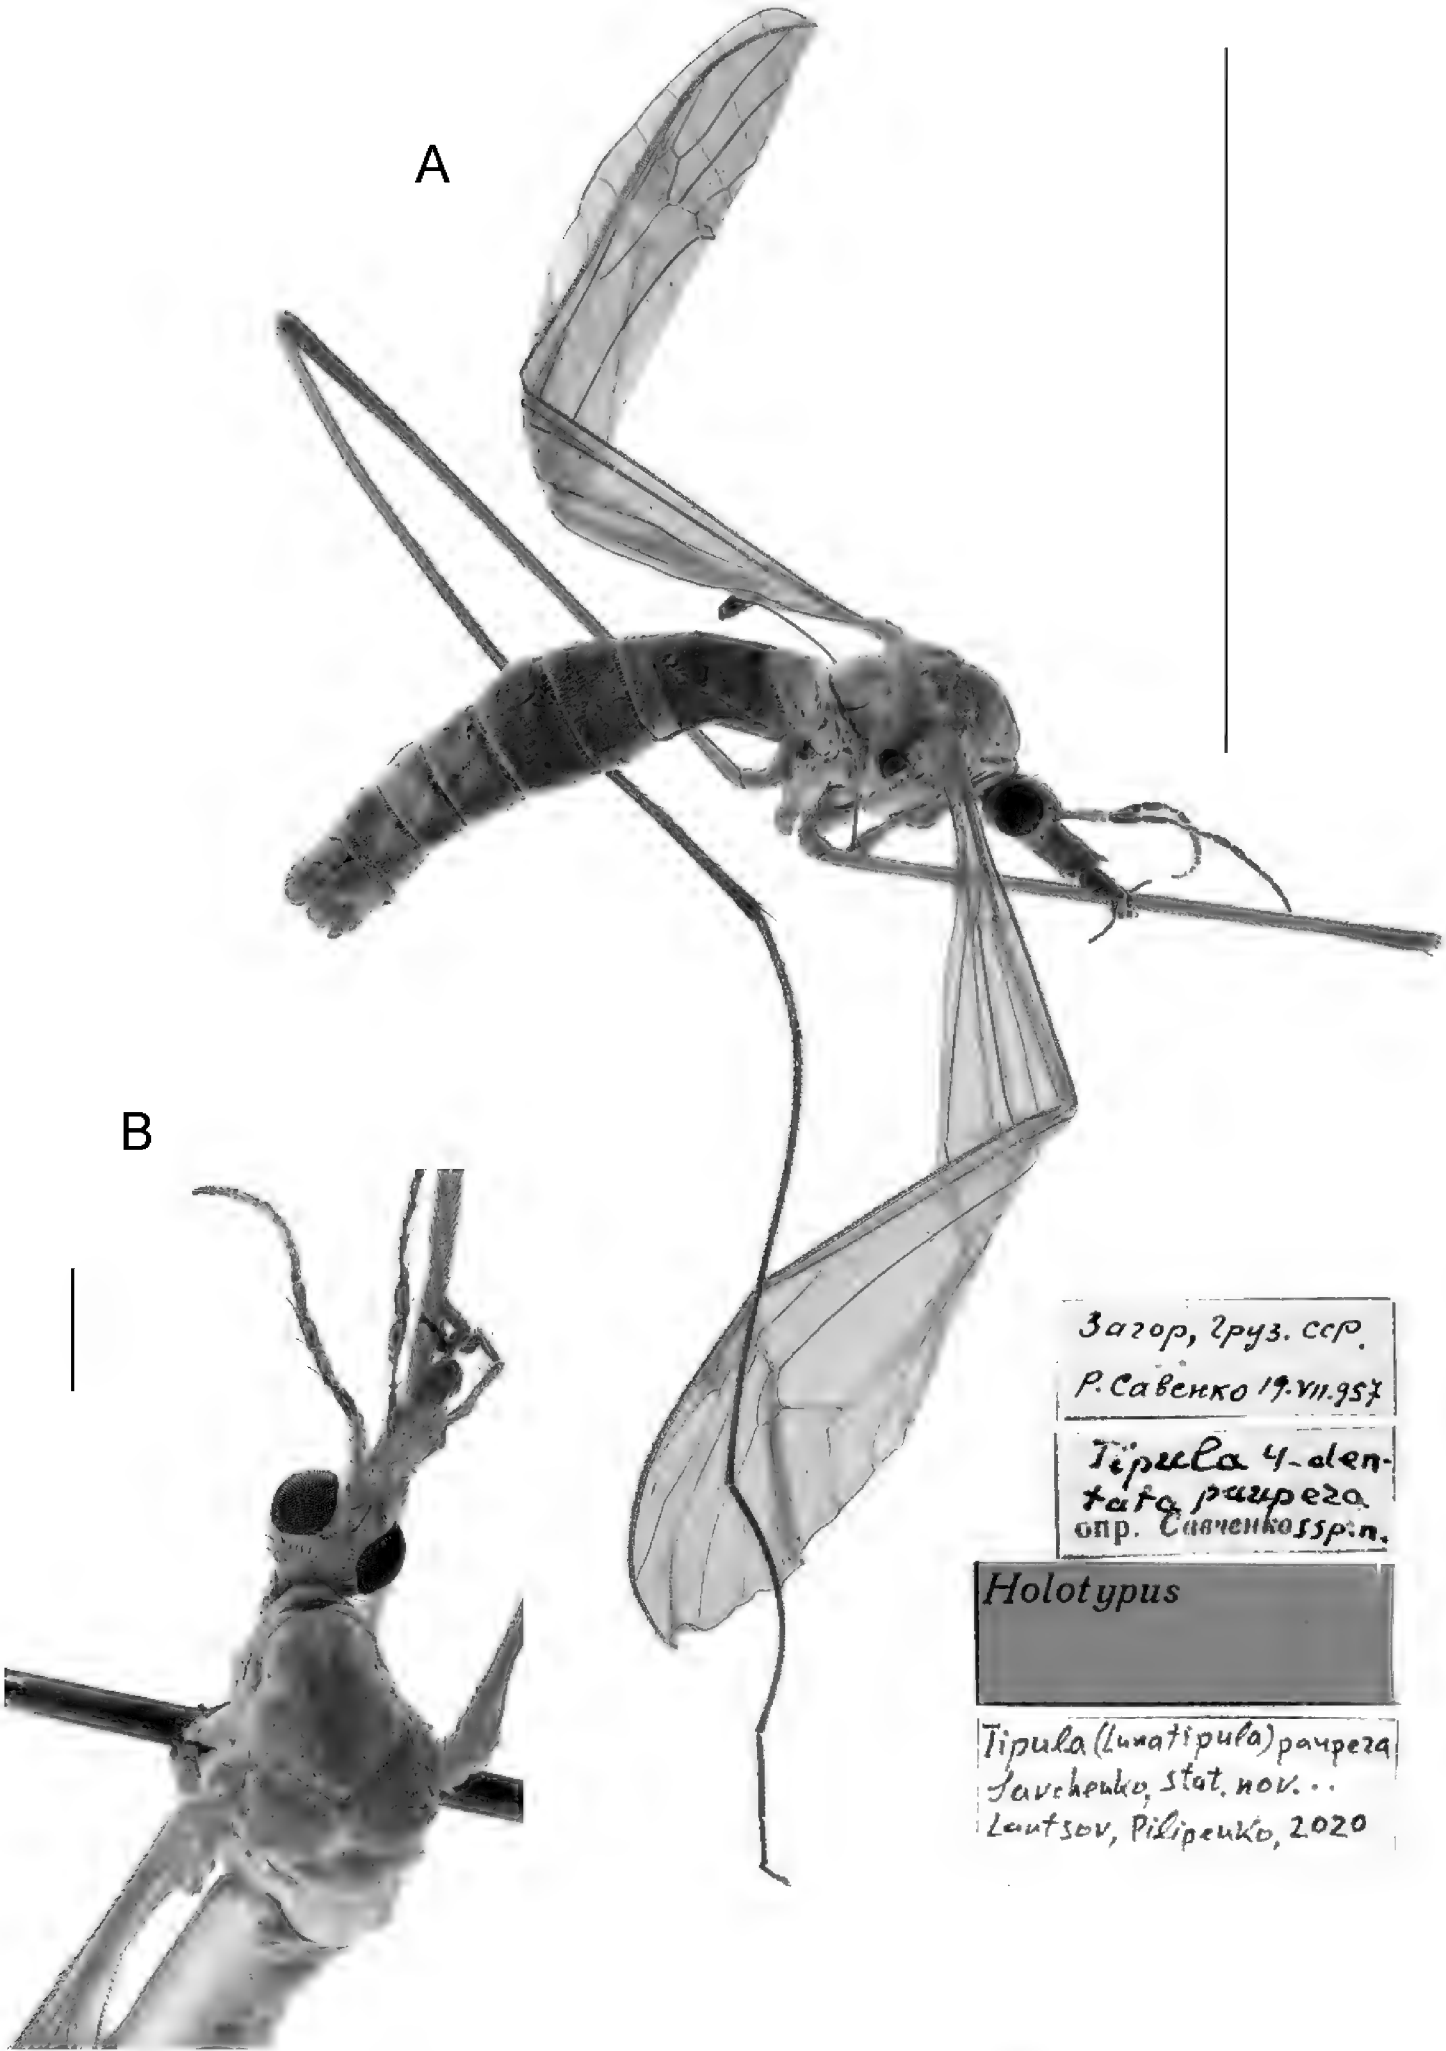 A
B
Загор, Груз. ССР.
Р. Савенко 19.VII.957
Tipula 4-den-
tata paupera
опр. Савченко ssp. n.
Holotypus
Tipula (Lunatipula) paupera
Savchenko, stat. nov...
Lantsov, Pilipenko, 2020